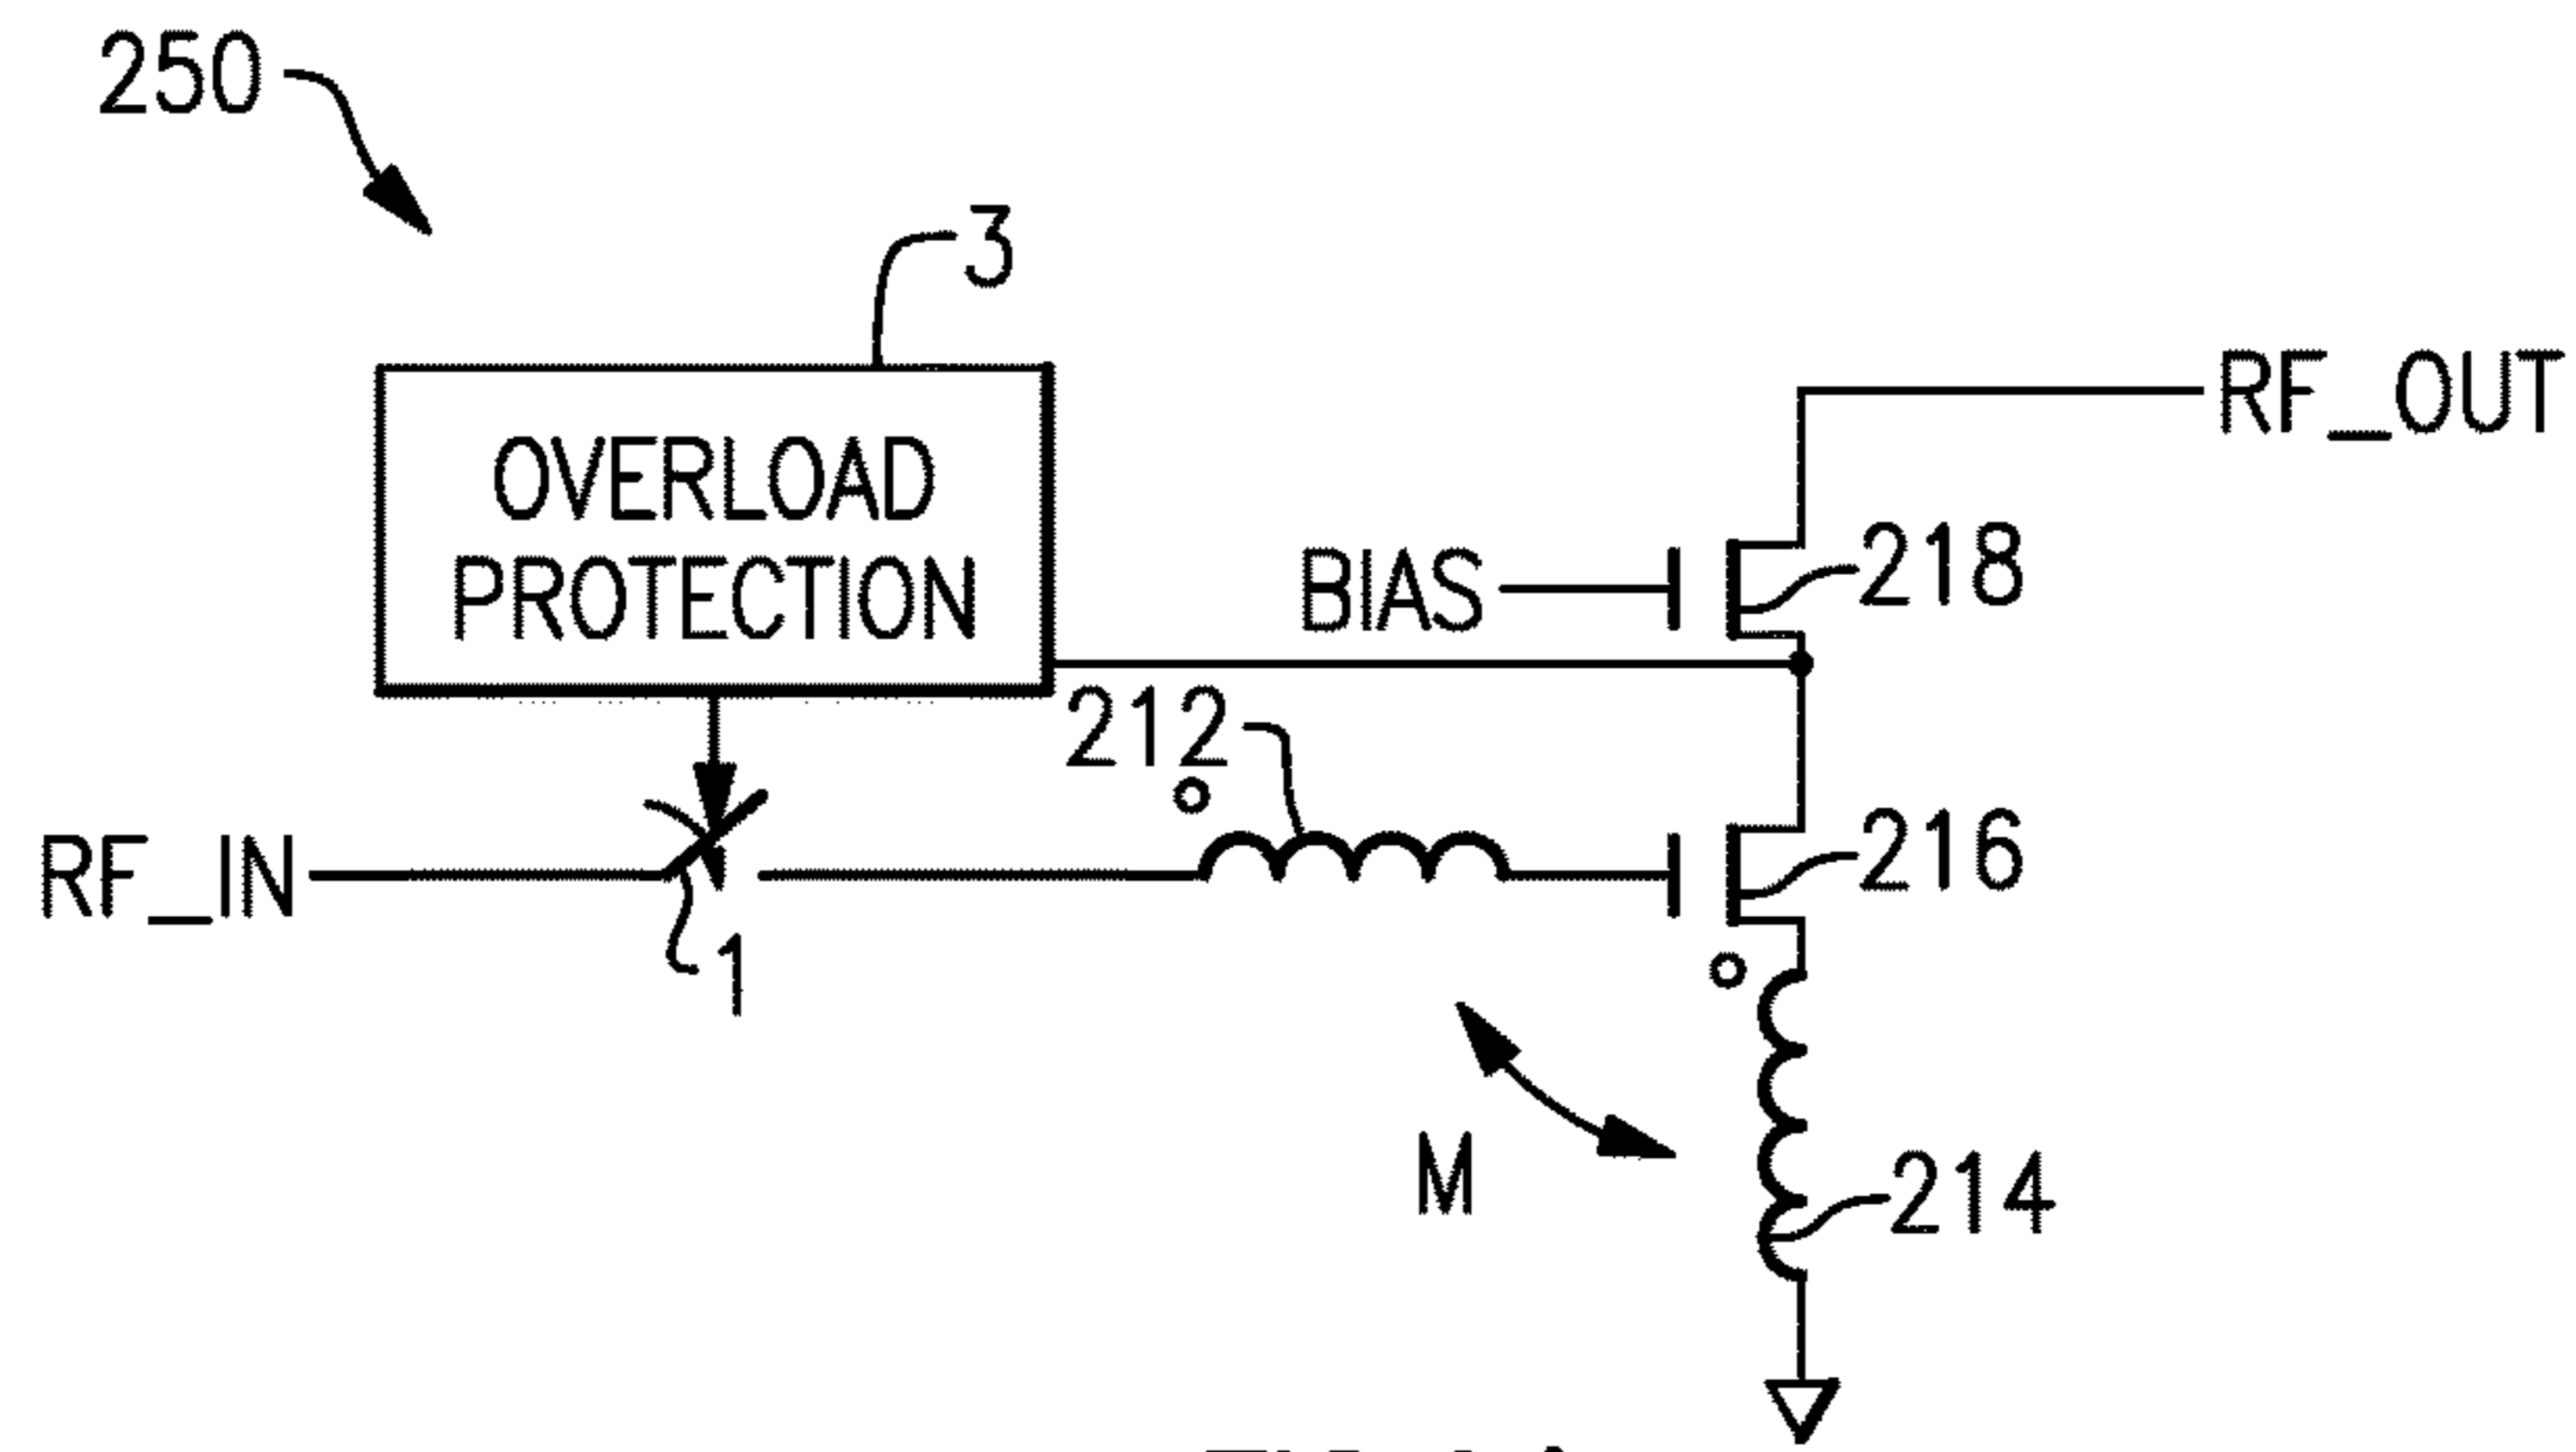 250
3
OVERLOAD
PROTECTION
RF_OUT
BIAS
218
212
RF_IN
216
1
M
214